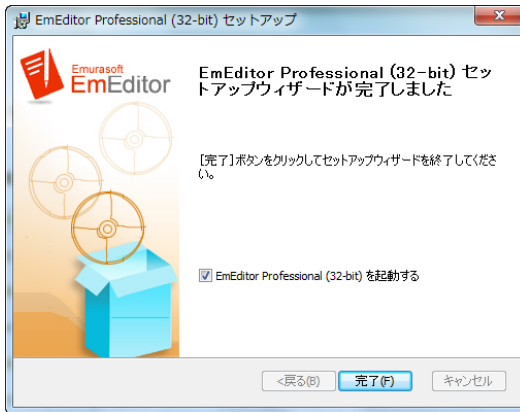 EmEditor Professional (32-bit) セットアップ
Emurasoft
EmEditor
EmEditor Professional (32-bit) セッ
トアップウィザードが完了しました
[完了]ボタンをクリックしてセットアップウィザードを終了してくださ
い。
EmEditor Professional (32-bit) を起動する
<戻る(B)
完了(F)
キャンセル